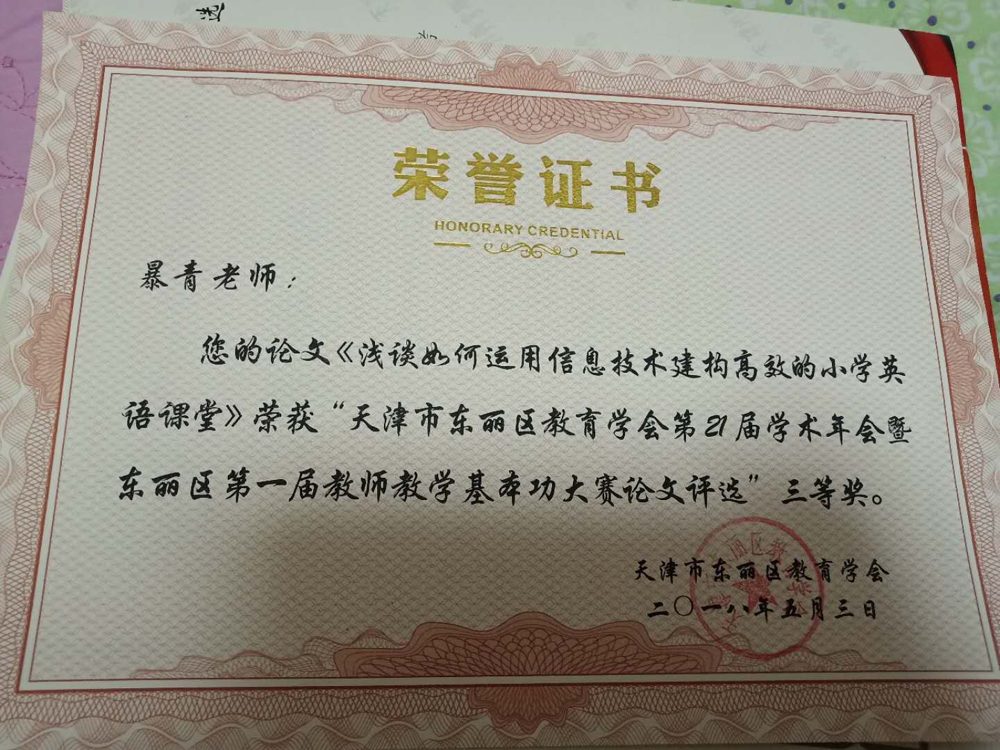 选
荣誉证书
HONORARY CREDENTIAL
暴青老师：
您的论文《浅谈如何运用信息技术建构高效的小学英
语课堂》荣获“天津市东丽区教育学会第21届学术年会暨
东丽区第一届教师教学基本功大赛论文评选”三等奖。
天津市东丽区教育学会
二〇一八年五月三日